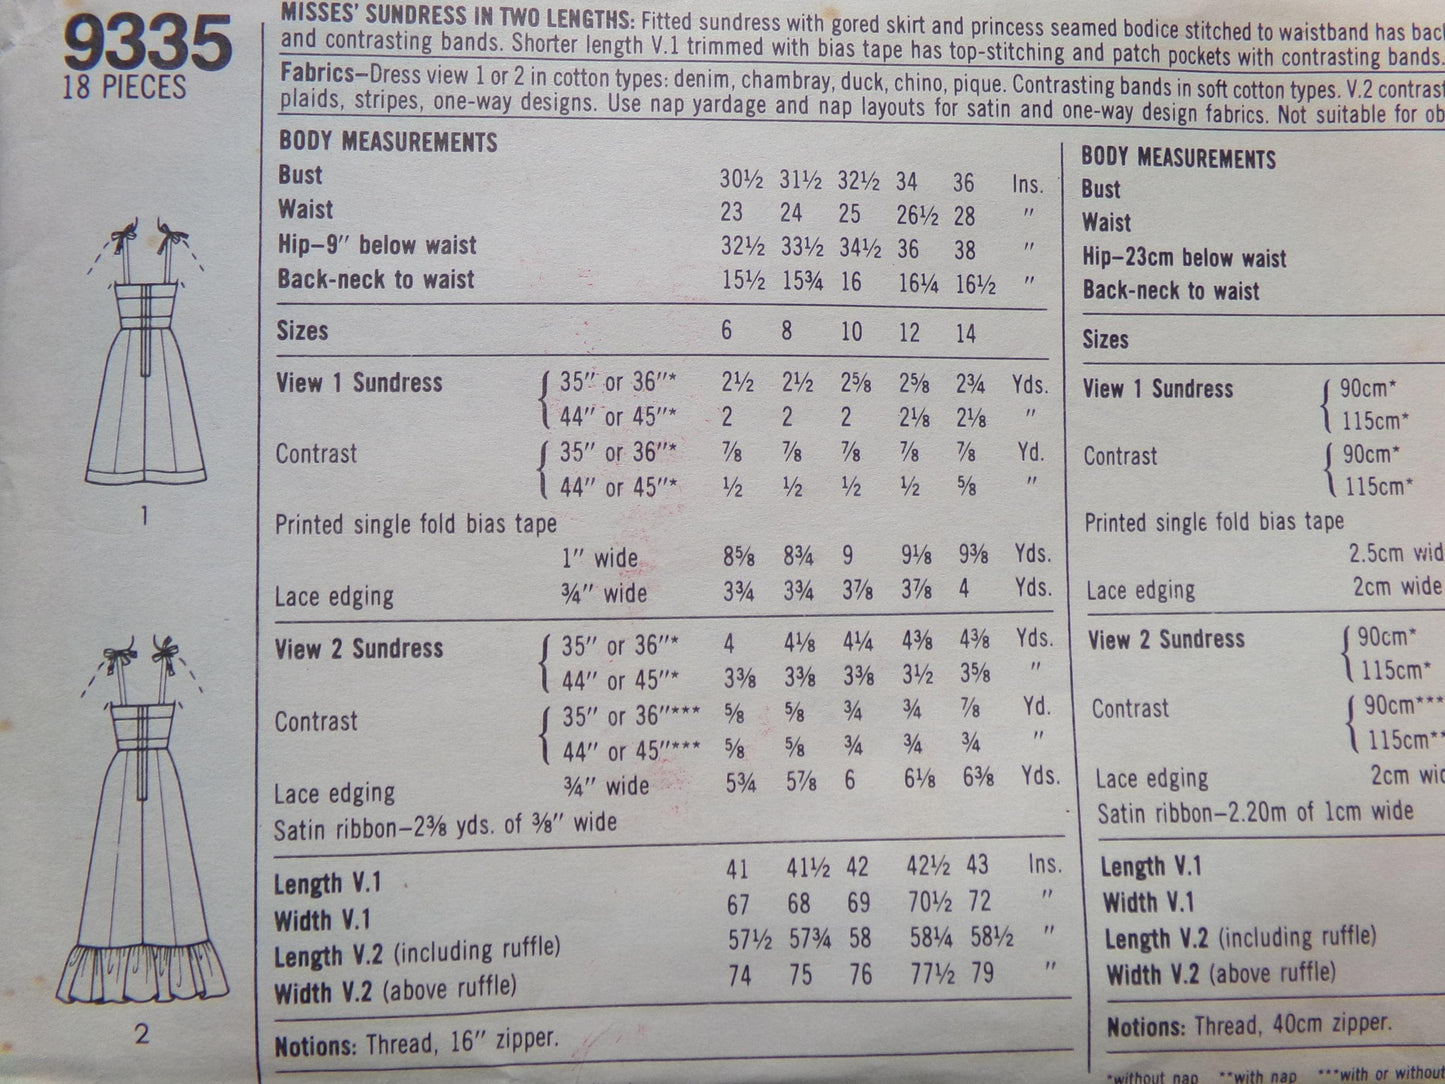 9335
18 PIECES
MISSES' SUNDRESS IN TWO LENGTHS: Fitted sundress with gored skirt and princess seamed bodice stitched to waistband has
and contrasting bands. Shorter length V.1 trimmed with bias tape has top-stitching and patch pockets with contrasting bands.
Fabrics—Dress view 1 or 2 in cotton types: denim, chambray, duck, chino, pique. Contrasting bands in soft cotton types. V.2
plaids, stripes, one-way designs. Use nap yardage and nap layouts for satin and one-way design fabrics. Not suitable for
BODY MEASUREMENTS
Bust 30½ 31½ 32½ 34 36 Ins.
Waist 23 24 25 26½ 28 "
Hip—9" below waist 32½ 33½ 34½ 36 38 "
Back-neck to waist 15½ 15¾ 16 16¼ 16½ "
Sizes 6 8 10 12 14
View 1 Sundress 35" or 36"* 2½ 2½ 2⅝ 2⅝ 2¾ Yds.
44" or 45"* 2 2 2 2⅛ 2⅛ "
Contrast 35" or 36"* ⅞ ⅞ ⅞ ⅞ ⅞ Yd.
44" or 45"* ½ ½ ½ ½ ⅝ "
Printed single fold bias tape
1" wide 8⅝ 8¾ 9 9⅛ 9⅜ Yds.
Lace edging ¾" wide 3¾ 3¾ 3⅞ 3⅞ 4 Yds.
View 2 Sundress 35" or 36"* 4 4⅛ 4¼ 4⅜ 4⅜ Yds.
44" or 45"* 3⅜ 3⅜ 3⅜ 3½ 3⅝ "
Contrast 35" or 36"*** ⅝ ⅝ ¾ ¾ ⅞ Yd.
44" or 45"*** ⅝ ⅝ ¾ ¾ ¾ "
Lace edging ¾" wide 5¾ 5⅞ 6 6⅛ 6⅜ Yds.
Satin ribbon—2⅜ yds. of ⅜" wide
Length V.1 41 41½ 42 42½ 43 Ins.
Width V.1 67 68 69 70½ 72 "
Length V.2 (including ruffle) 57½ 57¾ 58 58¼ 58½ "
Width V.2 (above ruffle) 74 75 76 77½ 79 "
Notions: Thread, 16" zipper.
BODY MEASUREMENTS
Bust
Waist
Hip—23cm below waist
Back-neck to waist
Sizes
View 1 Sundress 90cm*
115cm*
Contrast 90cm*
115cm*
Printed single fold bias tape
2.5cm
Lace edging 2cm wide
View 2 Sundress 90cm*
115cm*
Contrast 90cm***
115cm**
Lace edging 2cm
Satin ribbon—2.20m of 1cm wide
Length V.1
Width V.1
Length V.2 (including ruffle)
Width V.2 (above ruffle)
Notions: Thread, 40cm zipper.
*without nap **with nap ***with or without
1
2